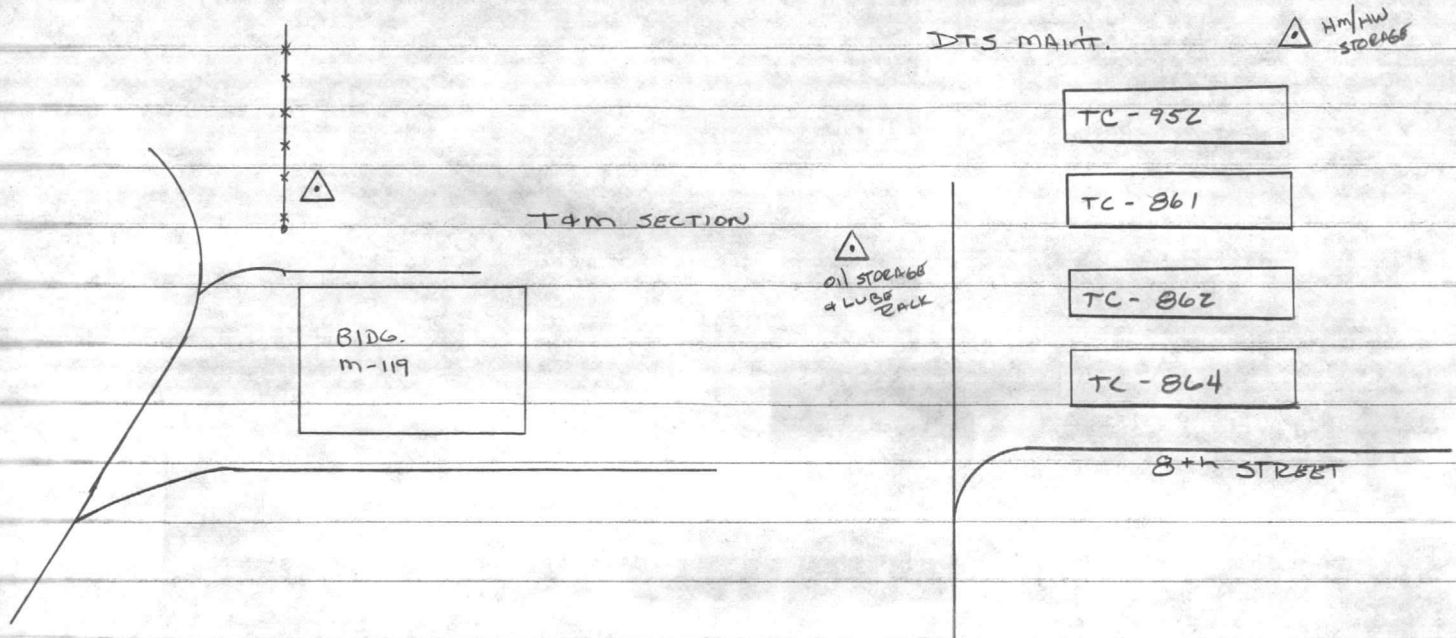 DTS MAINT.
HM/HW
STORAGE
TC - 952
TC - 861
T&M SECTION
OIL STORAGE
& LUBE
RACK
TC - 862
BLDG.
M-119
TC - 864
8th STREET